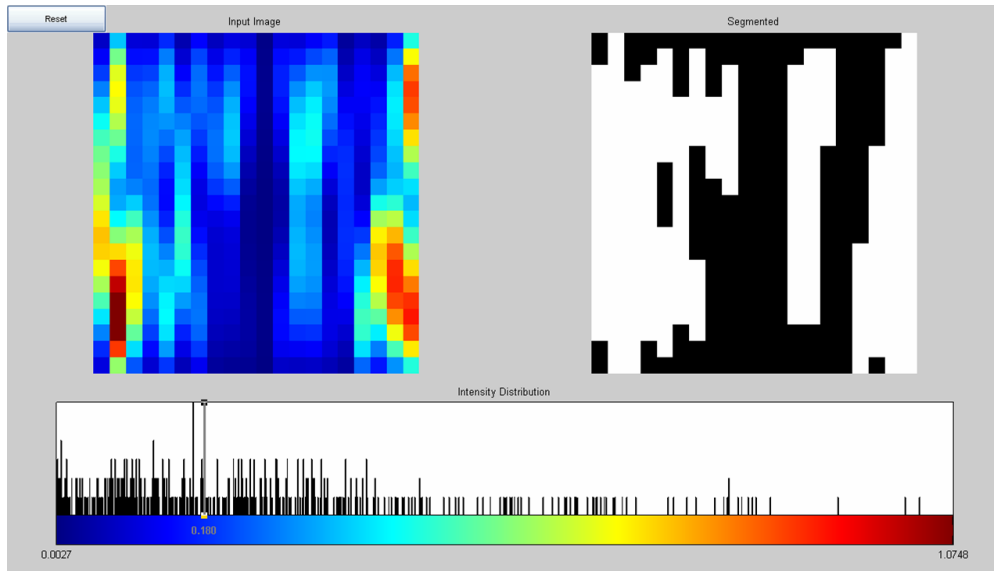 Reset
Input Image
Segmented
Intensity Distribution
0.180
0.0027
1.0748